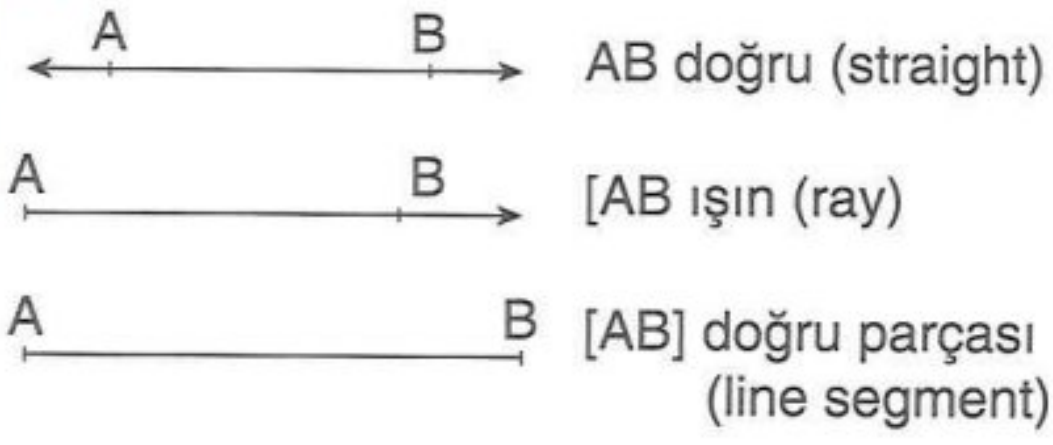 A B
AB doğru (straight)
A B
[AB ışın (ray)
A B
[AB] doğru parçası
(line segment)